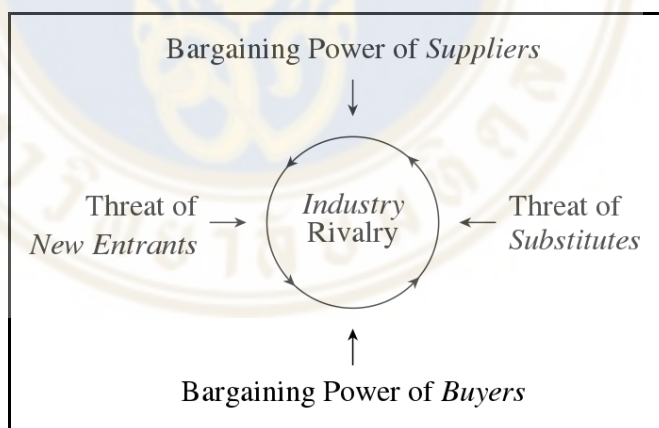 Bargaining Power of Suppliers
Threat of
New Entrants
Industry
Rivalry
Threat of
Substitutes
Bargaining Power of Buyers